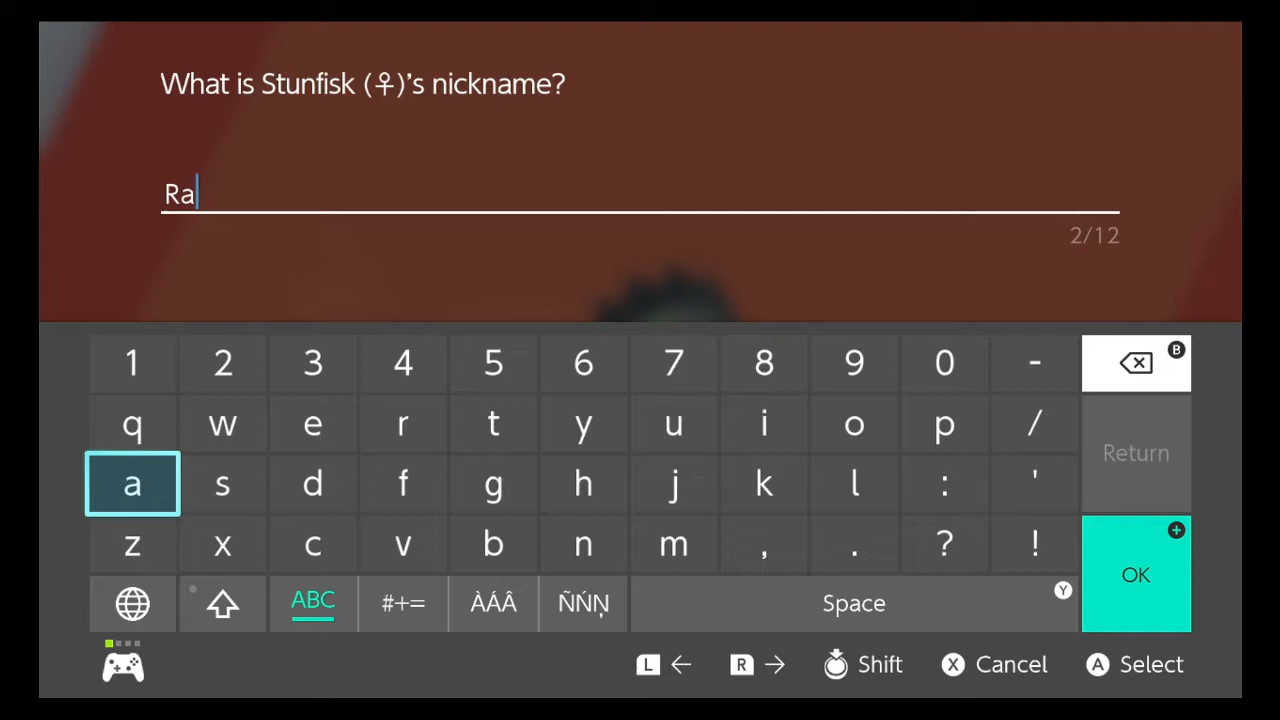 What is Stunfisk (♀)'s nickname?
Ra
2/12
1 2 3 4 5 6 7 8 9 0 - B
q w e r t y u i o p /
Return
a s d f g h j k l : '
z x c v b n m , . ? ! +
OK
ABC #+= ÀÁÂ ÑŃŅ Space Y
L ← R → Shift X Cancel A Select